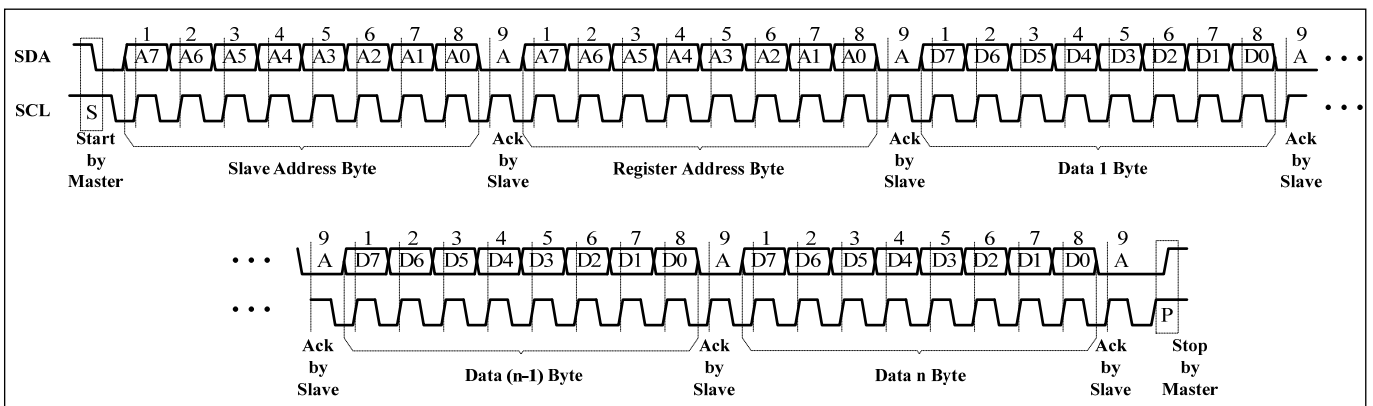 1 2 3 4 5 6 7 8 9 1 2 3 4 5 6 7 8 9 1 2 3 4 5 6 7 8 9
SDA A7 A6 A5 A4 A3 A2 A1 A0 A A7 A6 A5 A4 A3 A2 A1 A0 A D7 D6 D5 D4 D3 D2 D1 D0 A • • •
SCL S • • •
Start by Master
Slave Address Byte
Ack by Slave
Register Address Byte
Ack by Slave
Data 1 Byte
Ack by Slave
9 1 2 3 4 5 6 7 8 9 1 2 3 4 5 6 7 8 9
• • • A D7 D6 D5 D4 D3 D2 D1 D0 A D7 D6 D5 D4 D3 D2 D1 D0 A
• • • P
Ack by Slave
Data (n-1) Byte
Ack by Slave
Data n Byte
Ack by Slave
Stop by Master